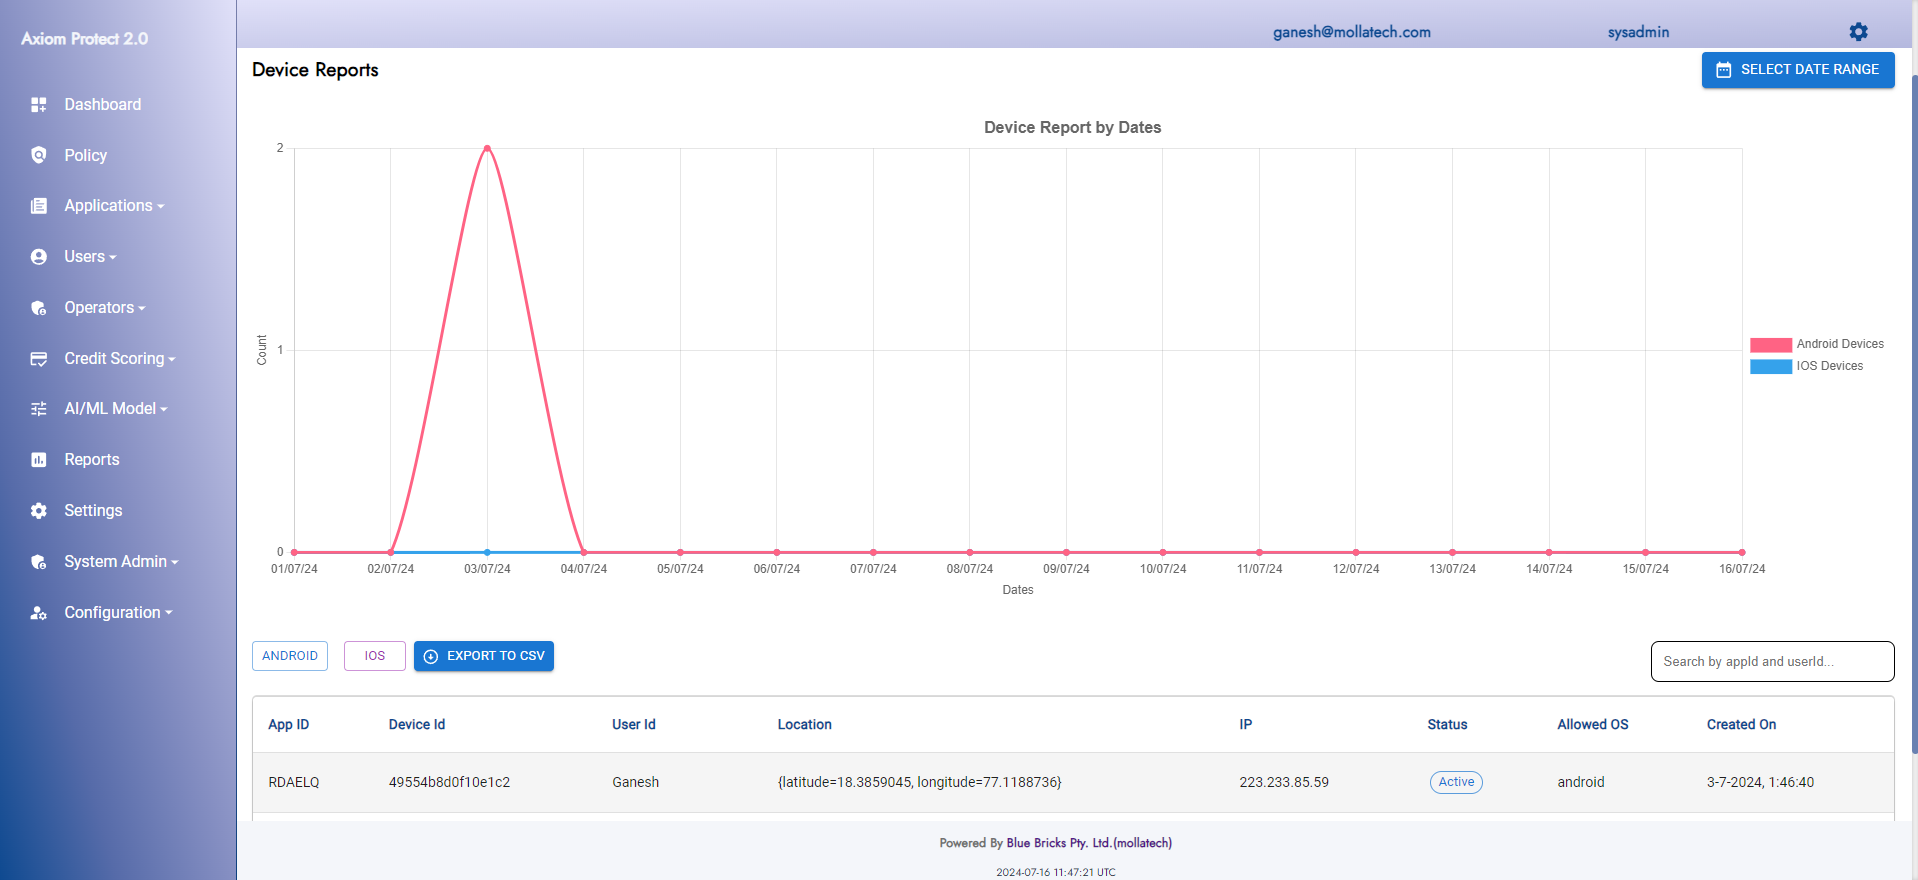 Axiom Protect 2.0
Dashboard
Policy
Applications
Users
Operators
Credit Scoring
AI/ML Model
Reports
Settings
System Admin
Configuration
ganesh@mollatech.com sysadmin
Device Reports
SELECT DATE RANGE
Device Report by Dates
2
1
0
Count
01/07/24 02/07/24 03/07/24 04/07/24 05/07/24 06/07/24 07/07/24 08/07/24 09/07/24 10/07/24 11/07/24 12/07/24 13/07/24 14/07/24 15/07/24 16/07/24
Dates
Android Devices
IOS Devices
ANDROID IOS EXPORT TO CSV
Search by appId and userId...
App ID Device Id User Id Location IP Status Allowed OS Created On
RDAELQ 49554b8d0f10e1c2 Ganesh {latitude=18.3859045, longitude=77.1188736} 223.233.85.59 Active android 3-7-2024, 1:46:40
Powered By Blue Bricks Pty. Ltd.(mollatech)
2024-07-16 11:47:21 UTC